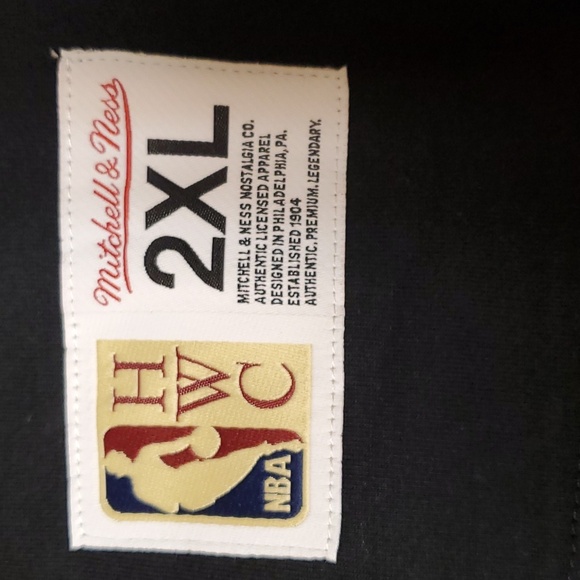 Mitchell & Ness
2XL
MITCHELL & NESS NOSTALGIA CO.
AUTHENTIC LICENSED APPAREL
DESIGNED IN PHILADELPHIA, PA.
ESTABLISHED 1904
AUTHENTIC. PREMIUM. LEGENDARY.
H
W
C
NBA